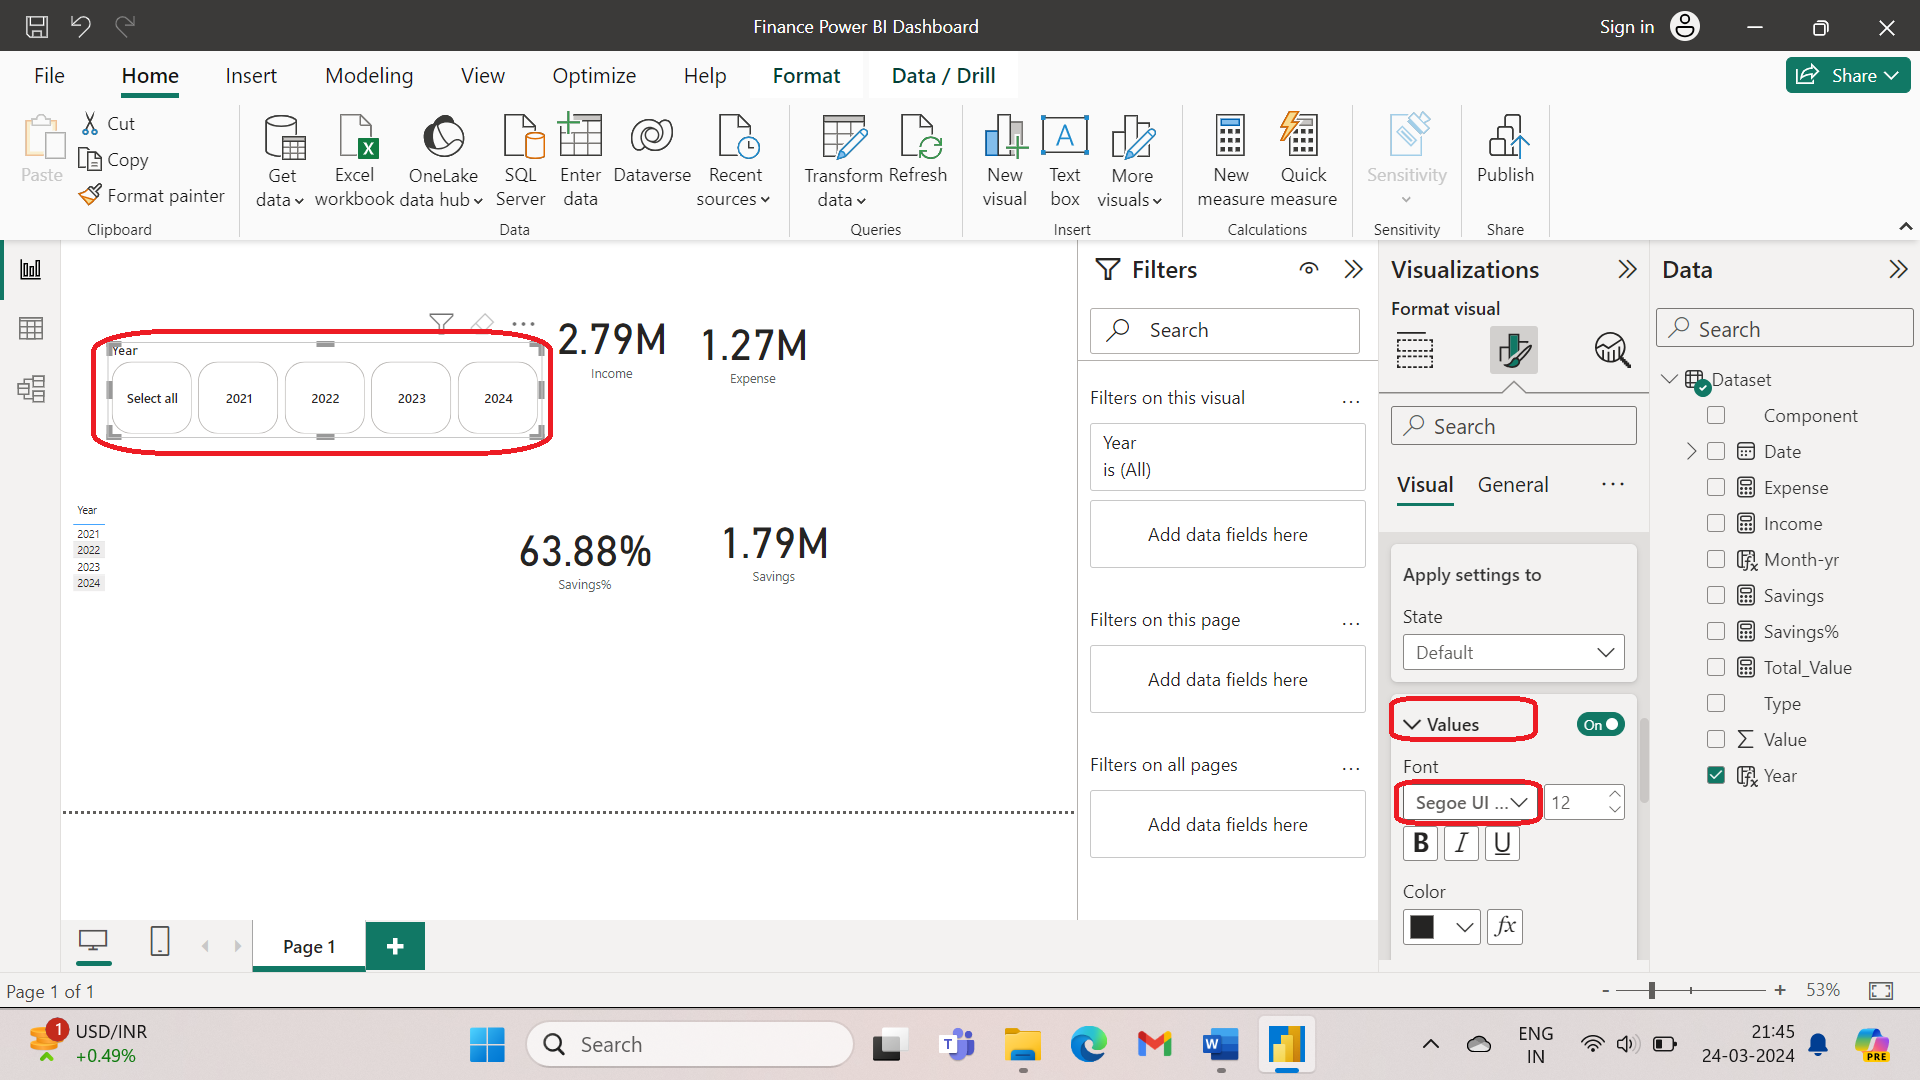 Finance Power BI Dashboard
Sign in
File
Home
Insert
Modeling
View
Optimize
Help
Format
Data / Drill
Share
Paste
Cut
Copy
Format painter
Clipboard
Get data
Excel workbook
OneLake data hub
SQL Server
Enter data
Dataverse
Recent sources
Data
Transform data
Refresh
Queries
New visual
Text box
More visuals
Insert
New measure
Quick measure
Calculations
Sensitivity
Sensitivity
Publish
Share
Year
Select all
2021
2022
2023
2024
2.79M
Income
1.27M
Expense
Year
2021
2022
2023
2024
63.88%
Savings%
1.79M
Savings
Filters
Search
Filters on this visual
...
Year
is (All)
Add data fields here
Filters on this page
...
Add data fields here
Filters on all pages
...
Add data fields here
Visualizations
Format visual
Search
Visual
General
...
Apply settings to
State
Default
Values
On
Font
Segoe UI ...
12
B
I
U
Color
fx
Data
Search
Dataset
Component
Date
Expense
Income
Month-yr
Savings
Savings%
Total_Value
Type
Value
Year
Page 1
+
Page 1 of 1
- + 53%
1
USD/INR
+0.49%
Search
ENG
IN
21:45
24-03-2024
PRE